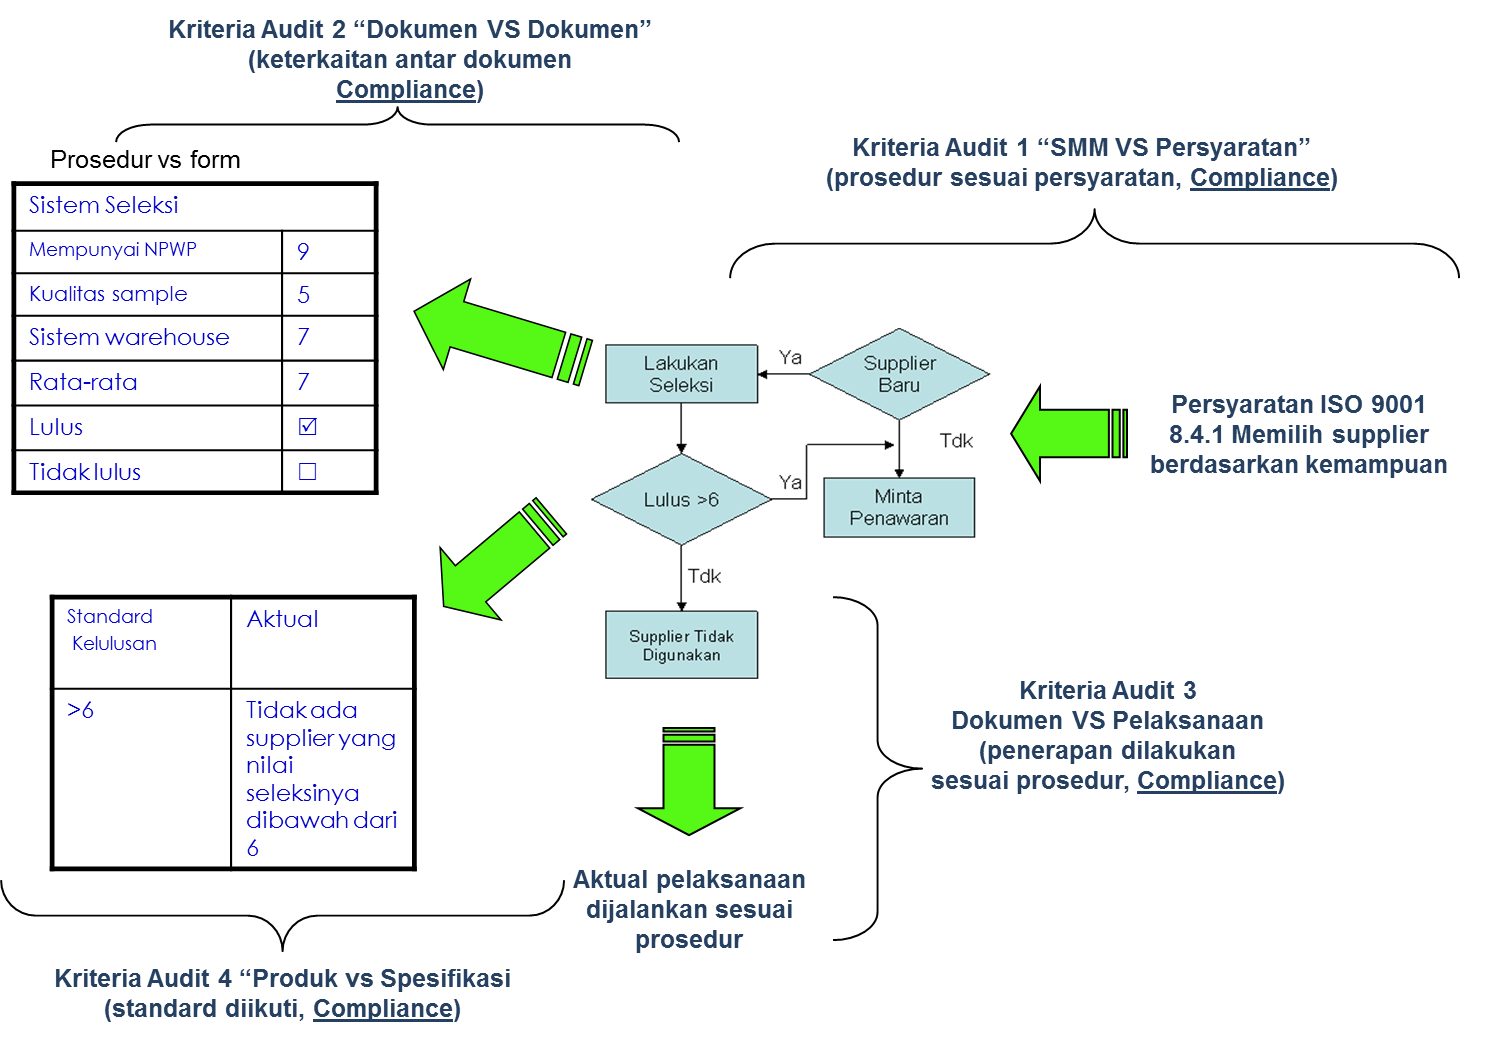 Kriteria Audit 2 “Dokumen VS Dokumen”
(keterkaitan antar dokumen
Compliance)
Prosedur vs form
Sistem Seleksi
Mempunyai NPWP 9
Kualitas sample 5
Sistem warehouse 7
Rata-rata 7
Lulus ☑
Tidak lulus ☐
Kriteria Audit 1 “SMM VS Persyaratan”
(prosedur sesuai persyaratan, Compliance)
Lakukan
Seleksi
Ya
Supplier
Baru
Tdk
Lulus >6
Ya
Minta
Penawaran
Tdk
Supplier Tidak
Digunakan
Persyaratan ISO 9001
8.4.1 Memilih supplier
berdasarkan kemampuan
Standard
Kelulusan
Aktual
>6
Tidak ada
supplier yang
nilai
seleksinya
dibawah dari
6
Kriteria Audit 3
Dokumen VS Pelaksanaan
(penerapan dilakukan
sesuai prosedur, Compliance)
Aktual pelaksanaan
dijalankan sesuai
prosedur
Kriteria Audit 4 “Produk vs Spesifikasi
(standard diikuti, Compliance)